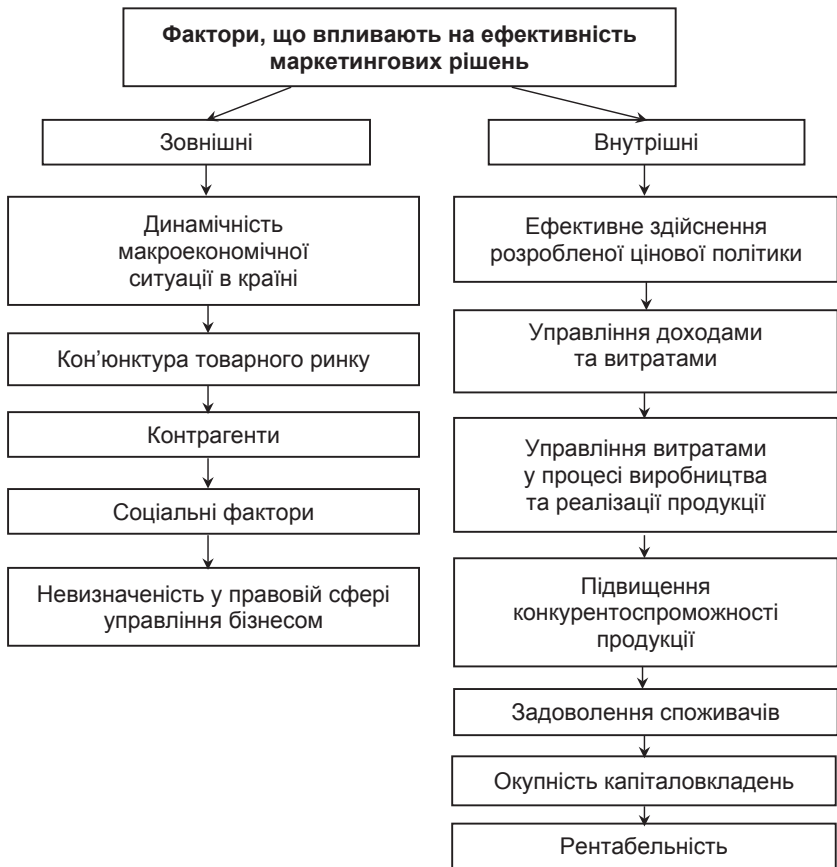 Фактори, що впливають на ефективність
маркетингових рішень
Зовнішні
Динамічність
макроекономічної
ситуації в країні
Кон’юнктура товарного ринку
Контрагенти
Соціальні фактори
Невизначеність у правовій сфері
управління бізнесом
Внутрішні
Ефективне здійснення
розробленої цінової політики
Управління доходами
та витратами
Управління витратами
у процесі виробництва
та реалізації продукції
Підвищення
конкурентоспроможності
продукції
Задоволення споживачів
Окупність капіталовкладень
Рентабельність